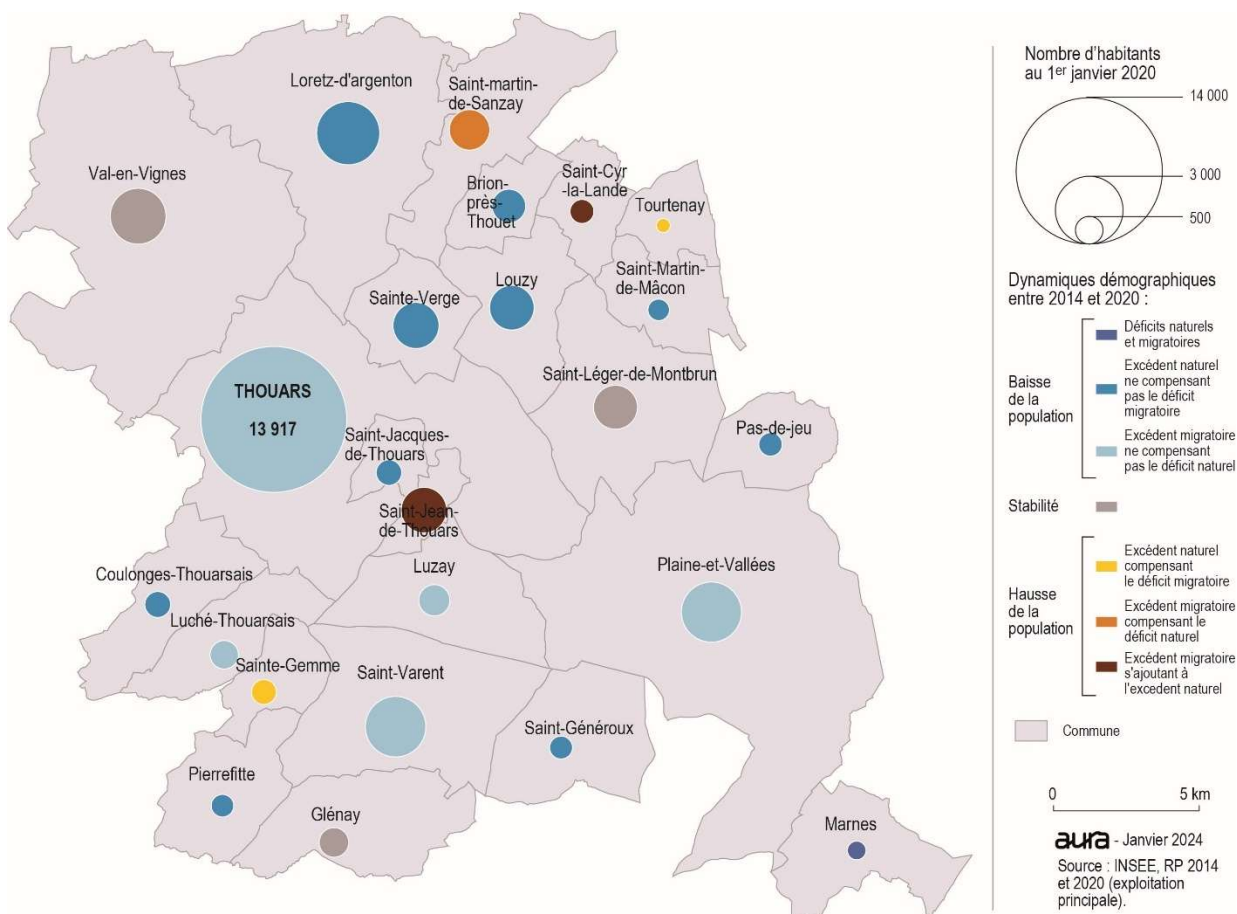 Loretz-d'argenton
Saint-martin-
de-Sanzay
Val-en-Vignes
Brion-
près-
Thouet
Saint-Cyr
-la-Lande
Tourtenay
Sainte-Verge
Louzy
Saint-Martin-
de-Mâcon
THOUARS
13 917
Saint-Léger-de-Montbrun
Saint-Jacques-
de-Thouars
Pas-de-jeu
Saint-Jean-
de-Thouars
Coulonges-Thouarsais
Luzay
Plaine-et-Vallées
Luché-Thouarsais
Sainte-Gemme
Saint-Varent
Saint-Généroux
Pierrefitte
Glénay
Marnes
Nombre d'habitants
au 1er janvier 2020
14 000
3 000
500
Dynamiques démographiques
entre 2014 et 2020 :
Baisse
de la
population
Déficits naturels
et migratoires
Excédent naturel
ne compensant
pas le déficit
migratoire
Excédent migratoire
ne compensant
pas le déficit naturel
Stabilité
Hausse
de la
population
Excédent naturel
compensant
le déficit migratoire
Excédent migratoire
compensant le
déficit naturel
Excédent migratoire
s'ajoutant à
l'excedent naturel
Commune
0 5 km
aura - Janvier 2024
Source : INSEE, RP 2014
et 2020 (exploitation
principale).